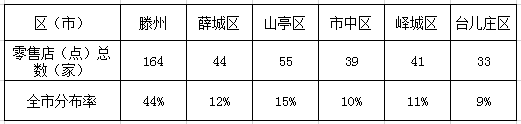 区（市） 滕州 薛城区 山亭区 市中区 峄城区 台儿庄区
零售店（点）总
数（家） 164 44 55 39 41 33
全市分布率 44% 12% 15% 10% 11% 9%